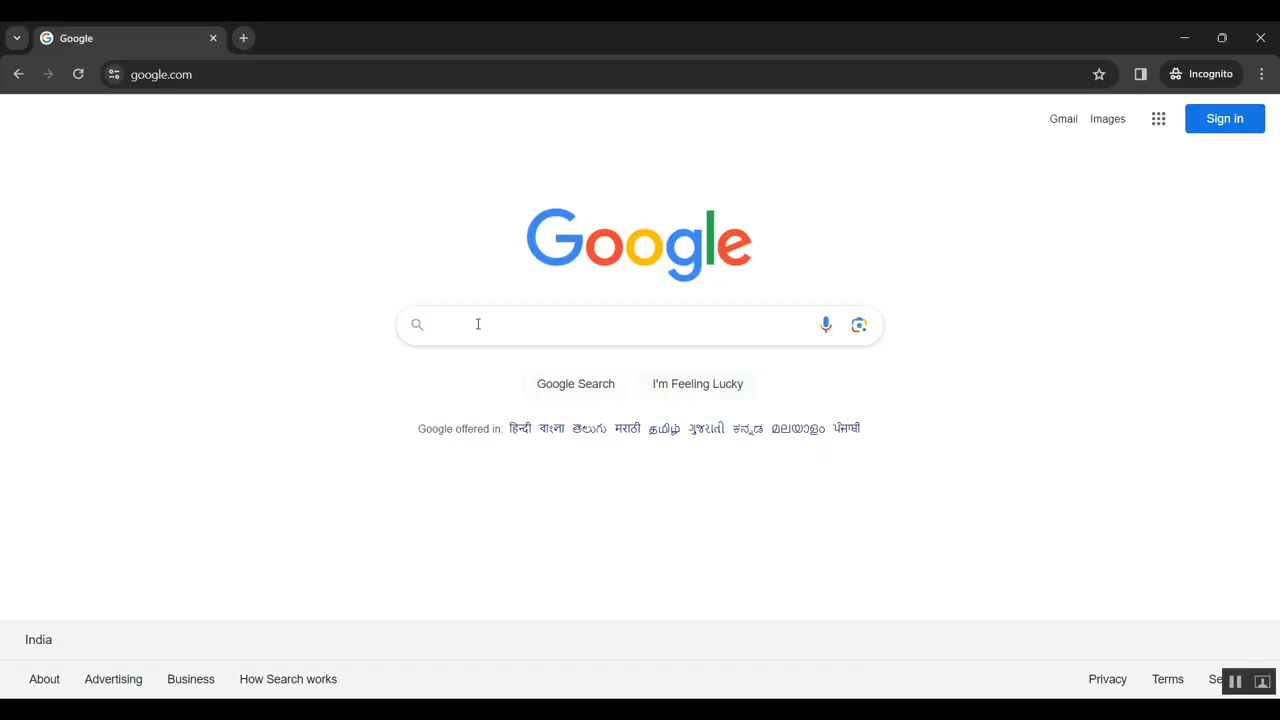 Google
google.com
Incognito
Gmail Images Sign in
Google
Google Search I'm Feeling Lucky
Google offered in: हिन्दी বাংলা తెలుగు मराठी தமிழ் ગુજરાતી ಕನ್ನಡ മലയാളം ਪੰਜਾਬੀ
India
About Advertising Business How Search works Privacy Terms Se